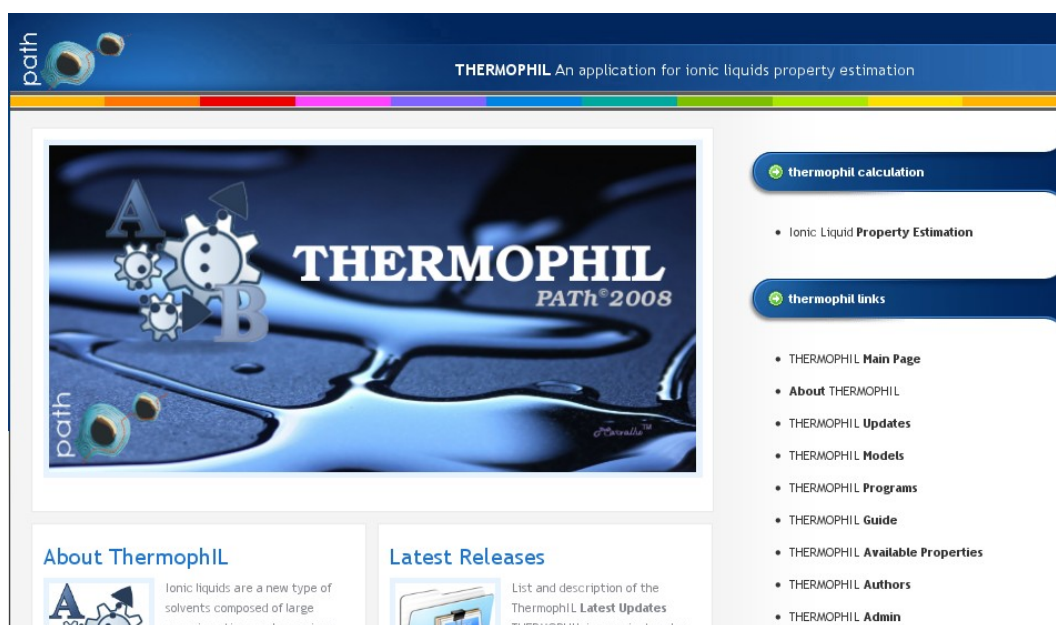 path
THERMOPHIL An application for ionic liquids property estimation
A
B
THERMOPHIL
PATh©2008
path
thermophil calculation
Ionic Liquid Property Estimation
thermophil links
THERMOPHIL Main Page
About THERMOPHIL
THERMOPHIL Updates
THERMOPHIL Models
THERMOPHIL Programs
THERMOPHIL Guide
THERMOPHIL Available Properties
THERMOPHIL Authors
THERMOPHIL Admin
About ThermophIL
A
Ionic liquids are a new type of
solvents composed of large
Latest Releases
List and description of the
ThermophIL Latest Updates